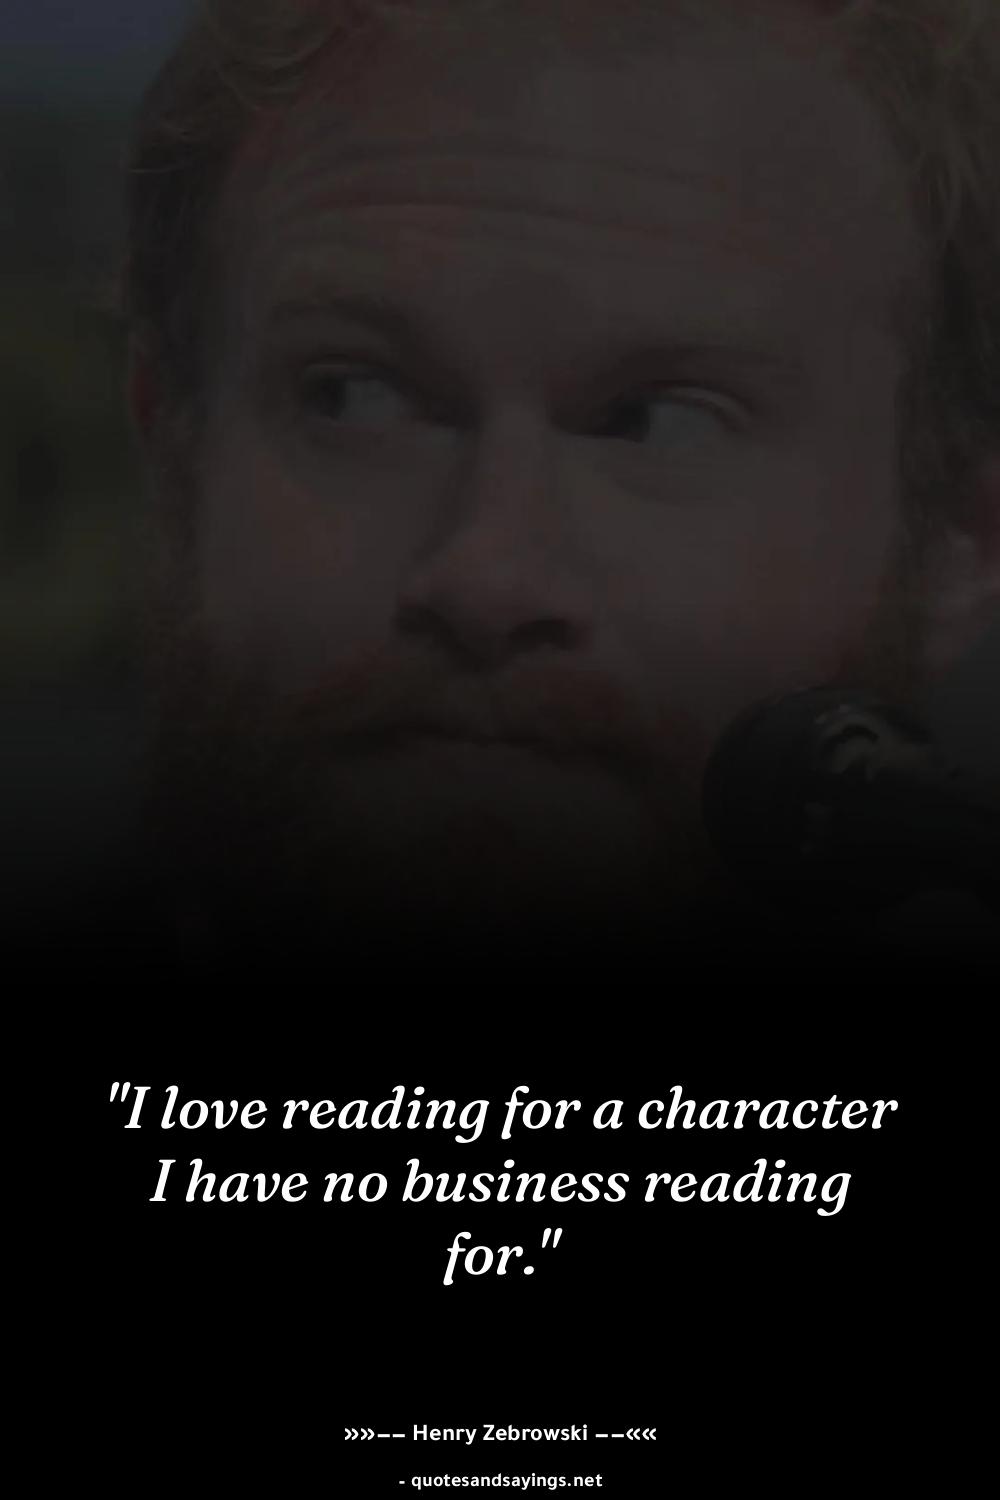 "I love reading for a character
I have no business reading
for."
»»−− Henry Zebrowski −−««
- quotesandsayings.net